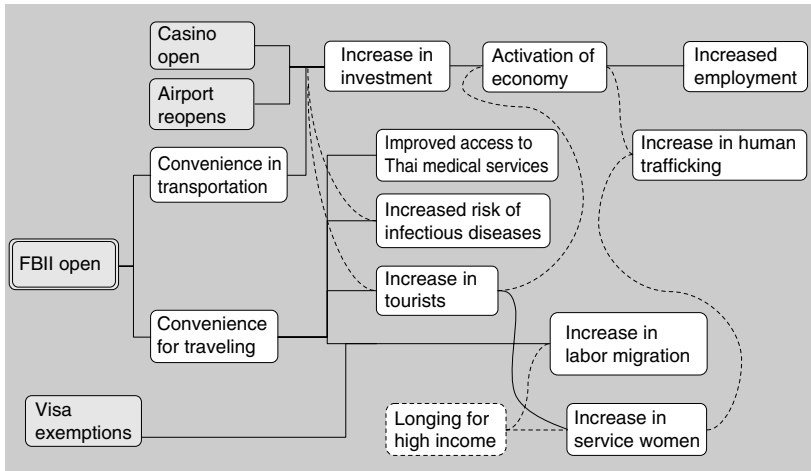 Casino
open
Increase in
investment
Activation of
economy
Increased
employment
Airport
reopens
Convenience in
transportation
Improved access to
Thai medical services
Increase in human
trafficking
Increased risk of
infectious diseases
FBII open
Increase in
tourists
Convenience
for traveling
Increase in
labor migration
Visa
exemptions
Longing for
high income
Increase in
service women